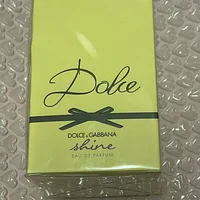 Dolce
DOLCE & GABBANA
shine
EAU DE PARFUM